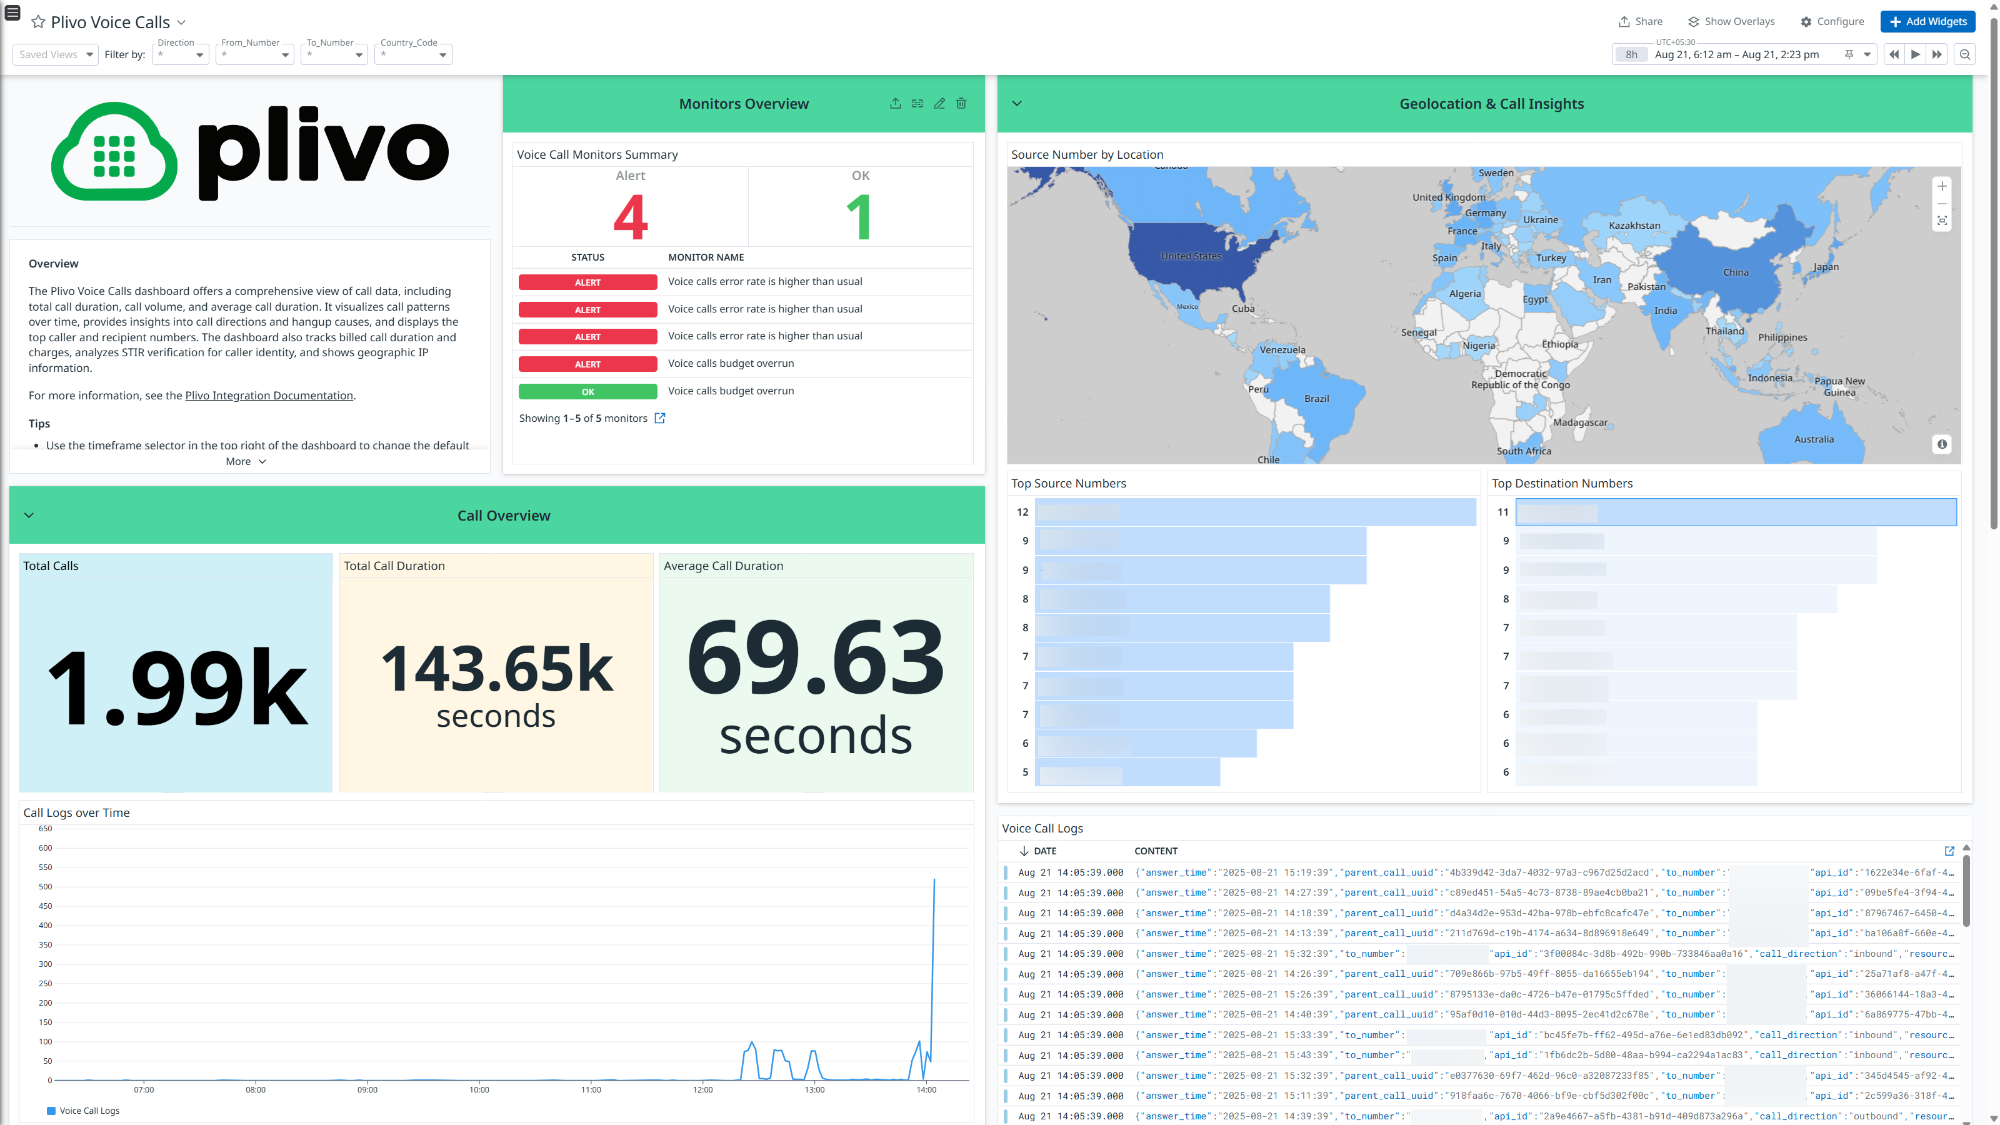 Plivo Voice Calls
Share
Show Overlays
Configure
Add Widgets
Saved Views
Filter by:
Direction
*
From_Number
*
To_Number
*
Country_Code
*
UTC+05:30
8h
Aug 21, 6:12 am – Aug 21, 2:23 pm
plivo
Overview
The Plivo Voice Calls dashboard offers a comprehensive view of call data, including
total call duration, call volume, and average call duration. It visualizes call patterns
over time, provides insights into call directions and hangup causes, and displays the
top caller and recipient numbers. The dashboard also tracks billed call duration and
charges, analyzes STIR verification for caller identity, and shows geographic IP
information.
For more information, see the Plivo Integration Documentation.
Tips
• Use the timeframe selector in the top right of the dashboard to change the default
More
Monitors Overview
Voice Call Monitors Summary
Alert
OK
4
1
STATUS MONITOR NAME
ALERT Voice calls error rate is higher than usual
ALERT Voice calls error rate is higher than usual
ALERT Voice calls error rate is higher than usual
ALERT Voice calls budget overrun
OK Voice calls budget overrun
Showing 1–5 of 5 monitors
Call Overview
Total Calls
1.99k
Total Call Duration
143.65k
seconds
Average Call Duration
69.63
seconds
Call Logs over Time
650
600
550
500
450
400
350
300
250
200
150
100
50
0
07:00 08:00 09:00 10:00 11:00 12:00 13:00 14:00
Voice Call Logs
Geolocation & Call Insights
Source Number by Location
Canada
Sweden
United Kingdom
Germany
Ukraine
Kazakhstan
France
Italy
United States
Spain
Turkey
China
Japan
Iran
Pakistan
Algeria
Egypt
Mexico
Cuba
India
Senegal
Thailand
Philippines
Nigeria
Ethiopia
Venezuela
Democratic
Republic of the Congo
Indonesia
Papua New
Guinea
Peru
Brazil
Madagascar
Australia
South Africa
Chile
Top Source Numbers
12
9
9
8
8
7
7
7
6
5
Top Destination Numbers
11
9
9
8
7
7
7
6
6
6
Voice Call Logs
DATE CONTENT
Aug 21 14:05:39.000 {"answer_time":"2025-08-21 15:19:39","parent_call_uuid":"4b339d42-3da7-4032-97a3-c967d25d2acd","to_number":" "api_id":"1622e34e-6faf-4…
Aug 21 14:05:39.000 {"answer_time":"2025-08-21 14:27:39","parent_call_uuid":"c89ed451-54a5-4c73-8738-89ae4cb0ba21","to_number":" "api_id":"09be5fe4-3f94-4…
Aug 21 14:05:39.000 {"answer_time":"2025-08-21 14:18:39","parent_call_uuid":"d4a34d2e-953d-42ba-978b-ebfc8cafc47e","to_number":" "api_id":"87967467-6450-4…
Aug 21 14:05:39.000 {"answer_time":"2025-08-21 14:13:39","parent_call_uuid":"211d769d-c19b-4174-a634-8d896918e649","to_number":" "api_id":"ba106a8f-660e-4…
Aug 21 14:05:39.000 {"answer_time":"2025-08-21 15:32:39","to_number": "api_id":"3f00084c-3d8b-492b-990b-733846aa0a16","call_direction":"inbound","resourc…
Aug 21 14:05:39.000 {"answer_time":"2025-08-21 14:26:39","parent_call_uuid":"709e866b-97b5-49ff-8055-da16655eb194","to_number": "api_id":"25a71af8-a47f-4…
Aug 21 14:05:39.000 {"answer_time":"2025-08-21 15:26:39","parent_call_uuid":"8795133e-da0c-4726-b47e-01795c5ffded","to_number": "api_id":"36066144-18a3-4…
Aug 21 14:05:39.000 {"answer_time":"2025-08-21 14:40:39","parent_call_uuid":"95af0d10-010d-44d3-8095-2ec41d2c678e","to_number": "api_id":"6a869775-47bb-4…
Aug 21 14:05:39.000 {"answer_time":"2025-08-21 15:33:39","to_number": "api_id":"bc45fe7b-ff62-495d-a76e-6e1ed83db092","call_direction":"inbound","resourc…
Aug 21 14:05:39.000 {"answer_time":"2025-08-21 15:43:39","to_number":" "api_id":"1fb6dc2b-5d80-48aa-b994-ca2294a1ac83","call_direction":"inbound","resourc…
Aug 21 14:05:39.000 {"answer_time":"2025-08-21 15:32:39","parent_call_uuid":"e0377630-69f7-462d-96c0-a32087233f85","to_number": "api_id":"345d4545-af92-4…
Aug 21 14:05:39.000 {"answer_time":"2025-08-21 15:11:39","parent_call_uuid":"918faa6c-7670-4066-bf9e-cbf5d302f00c","to_number": "api_id":"2c599a36-318f-4…
Aug 21 14:05:39.000 {"answer_time":"2025-08-21 14:39:39","to_number":" "api_id":"2a9e4667-a5fb-4381-b91d-409d873a296a","call_direction":"outbound","resour…